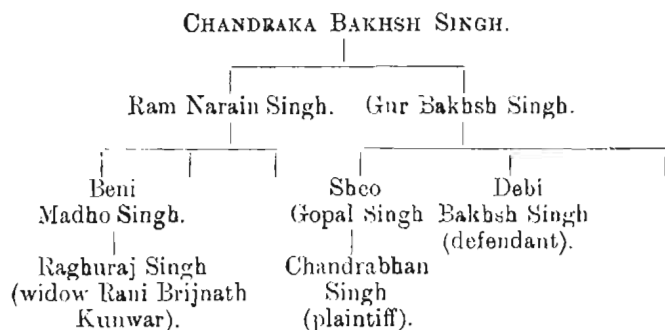 CHANDRAKA BAKHSH SINGH.
Ram Narain Singh. Gur Bakhsh Singh.
Beni Sheo Debi
Madho Singh. Gopal Singh Bakhsh Singh
(defendant).
Raghuraj Singh Chandrabhan
(widow Rani Brijnath Singh
Kunwar). (plaintiff).